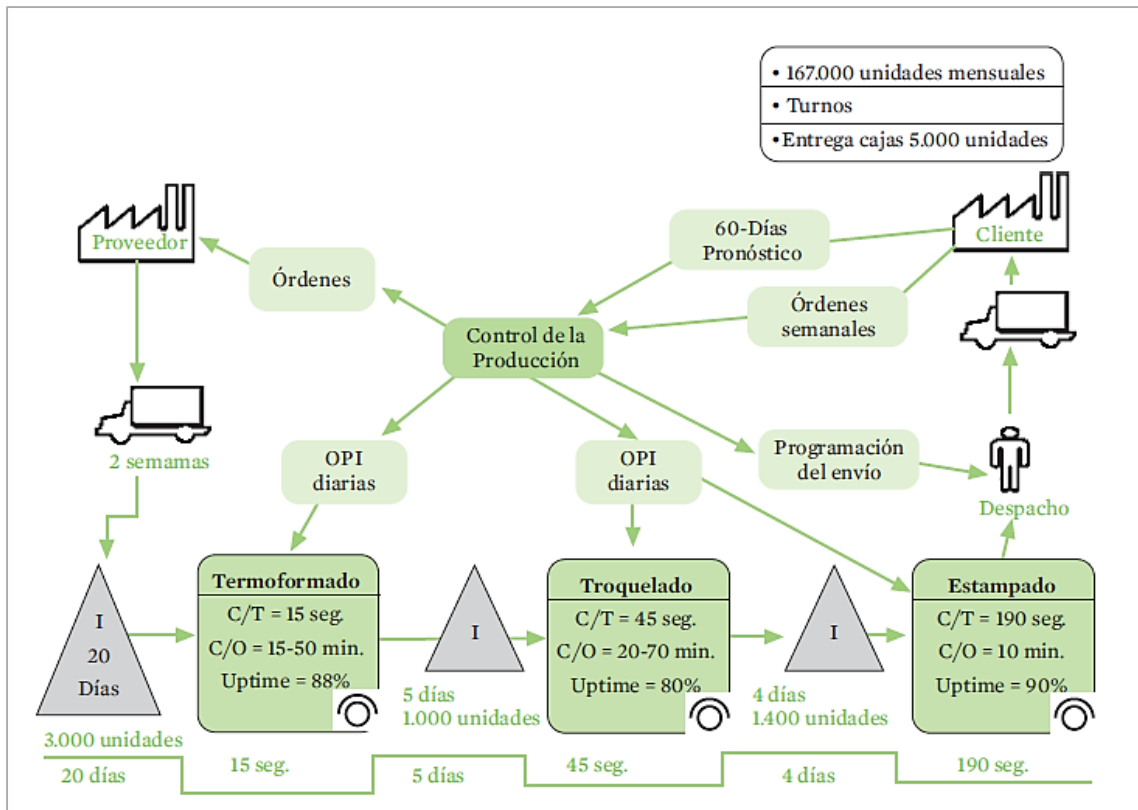 • 167.000 unidades mensuales
• Turnos
•Entrega cajas 5.000 unidades
Proveedor
Cliente
60-Días
Pronóstico
Órdenes
Órdenes
semanales
Control de la
Producción
2 semamas
OPI
diarias
OPI
diarias
Programación
del envío
Despacho
I
20
Días
3.000 unidades
Termoformado
C/T = 15 seg.
C/O = 15-50 min.
Uptime = 88%
I
5 días
1.000 unidades
Troquelado
C/T = 45 seg.
C/O = 20-70 min.
Uptime = 80%
I
4 días
1.400 unidades
Estampado
C/T = 190 seg.
C/O = 10 min.
Uptime = 90%
20 días
15 seg.
5 días
45 seg.
4 días
190 seg.